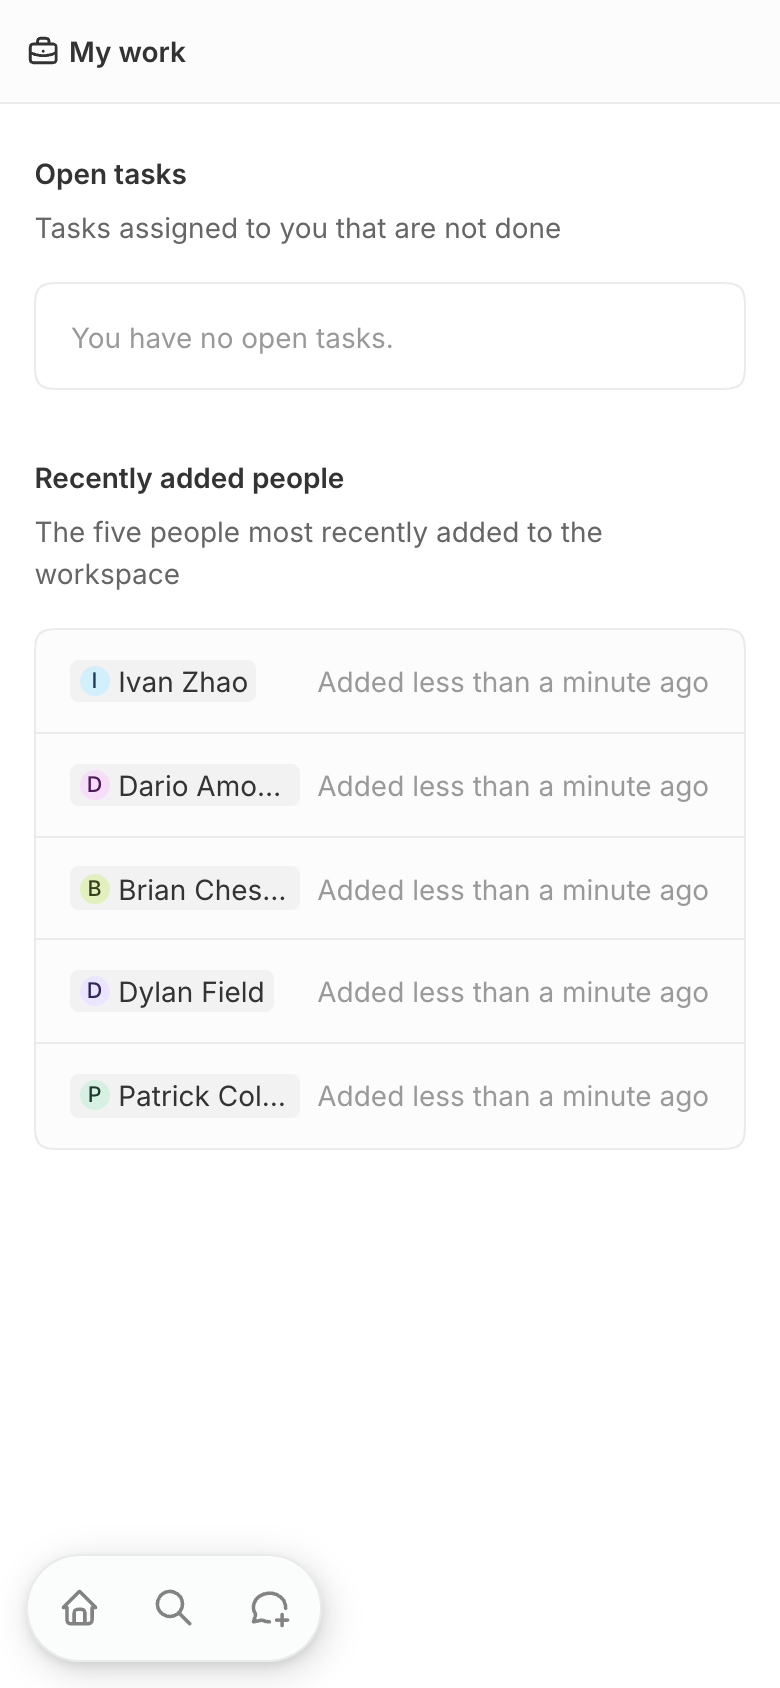 My work
Open tasks
Tasks assigned to you that are not done
You have no open tasks.
Recently added people
The five people most recently added to the
workspace
I Ivan Zhao Added less than a minute ago
D Dario Amo... Added less than a minute ago
B Brian Ches... Added less than a minute ago
D Dylan Field Added less than a minute ago
P Patrick Col... Added less than a minute ago